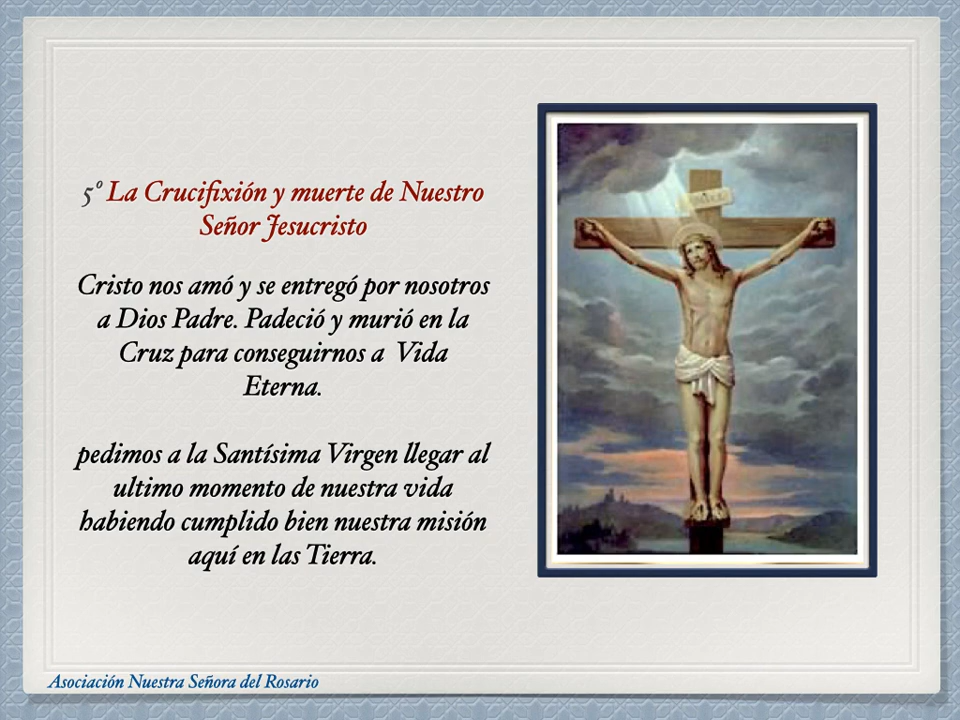 5º La Crucifixión y muerte de Nuestro
Señor Jesucristo
Cristo nos amó y se entregó por nosotros
a Dios Padre. Padeció y murió en la
Cruz para conseguirnos a Vida
Eterna.
pedimos a la Santísima Virgen llegar al
ultimo momento de nuestra vida
habiendo cumplido bien nuestra misión
aquí en las Tierra.
Asociación Nuestra Señora del Rosario